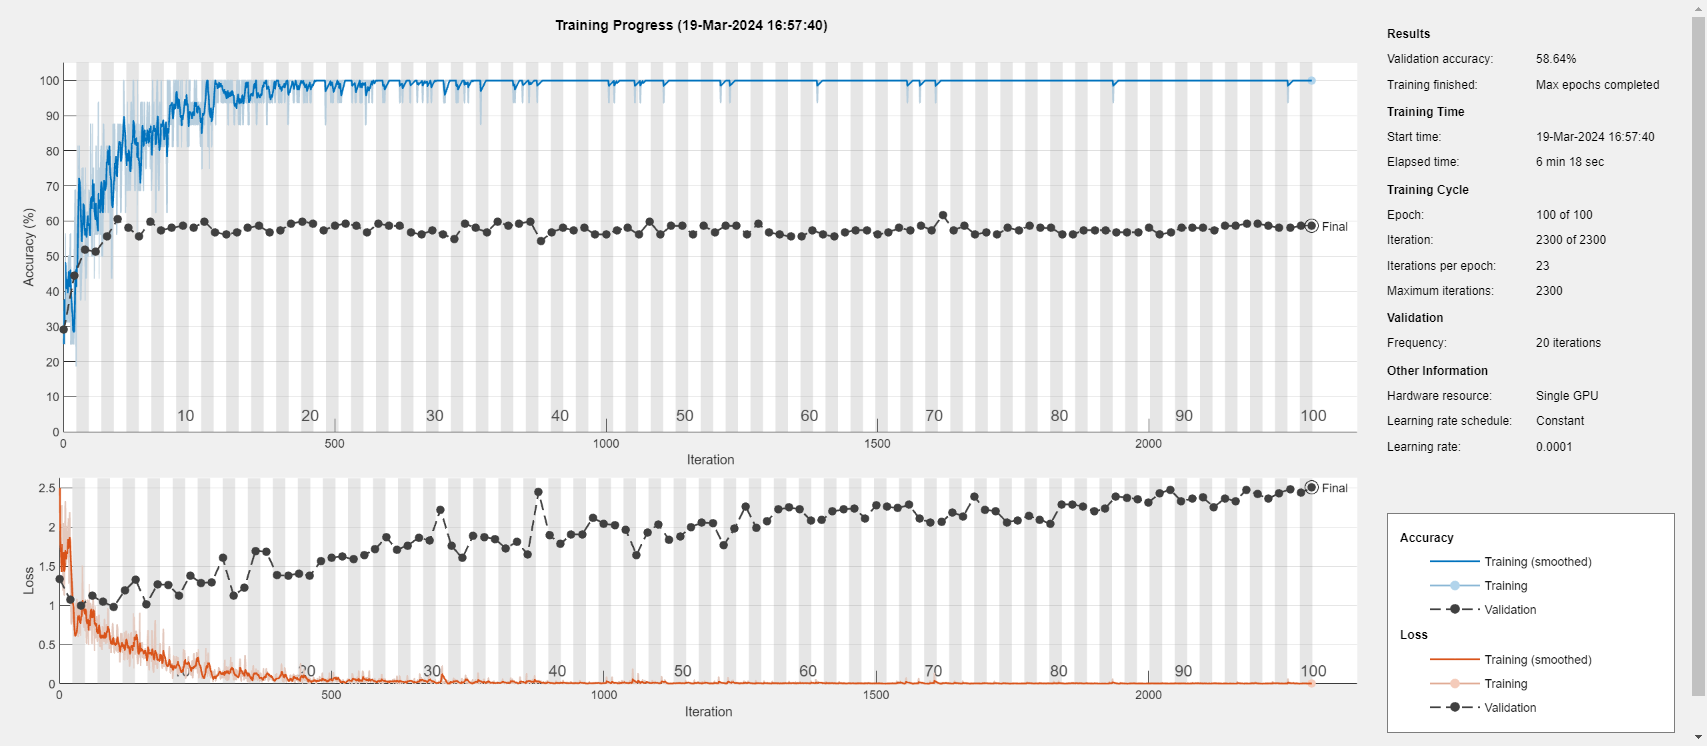 Training Progress (19-Mar-2024 16:57:40)
Accuracy (%)
100
90
80
70
60
50
40
30
20
10
0
Final
10 20 30 40 50 60 70 80 90 100
0 500 1000 1500 2000
Iteration
Loss
2.5
2
1.5
1
0.5
0
Final
20 30 40 50 60 70 80 90 100
0 500 1000 1500 2000
Iteration
Results
Validation accuracy: 58.64%
Training finished: Max epochs completed
Training Time
Start time: 19-Mar-2024 16:57:40
Elapsed time: 6 min 18 sec
Training Cycle
Epoch: 100 of 100
Iteration: 2300 of 2300
Iterations per epoch: 23
Maximum iterations: 2300
Validation
Frequency: 20 iterations
Other Information
Hardware resource: Single GPU
Learning rate schedule: Constant
Learning rate: 0.0001
Accuracy
Training (smoothed)
Training
Validation
Loss
Training (smoothed)
Training
Validation